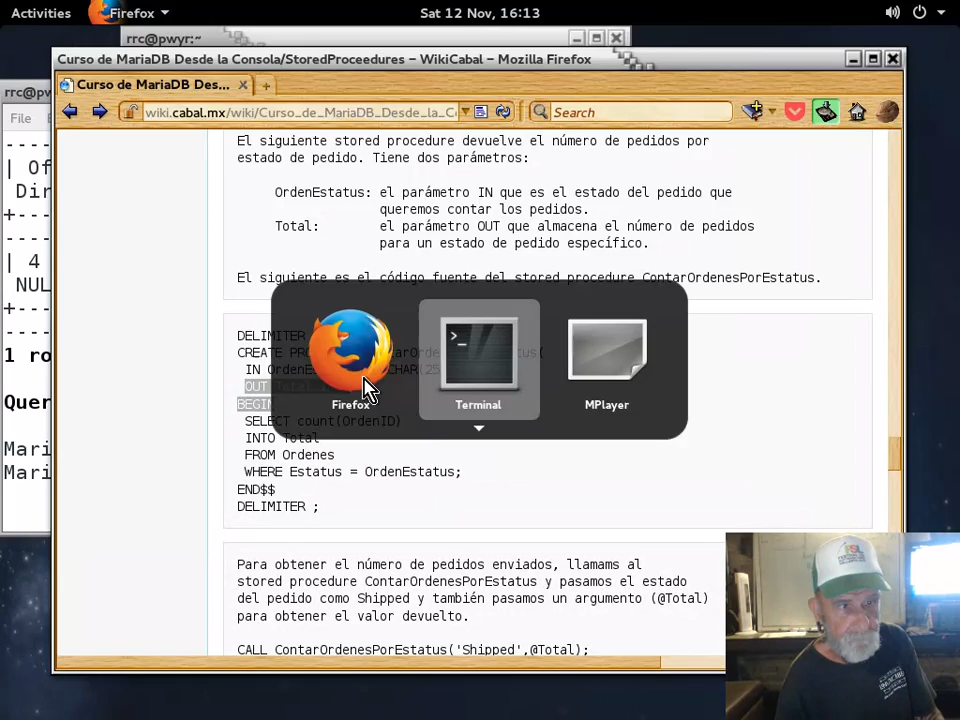 Activities
Firefox
Sat 12 Nov, 16:13
rrc@pwyr:~
Curso de MariaDB Desde la Consola/StoredProceedures – WikiCabal – Mozilla Firefox
rrc@pw
Curso de MariaDB Des...
wiki.cabal.mx/wiki/Curso_de_MariaDB_Desde_la_C
Search
File
El siguiente stored procedure devuelve el número de pedidos por
estado de pedido. Tiene dos parámetros:
OrdenEstatus: el parámetro IN que es el estado del pedido que
queremos contar los pedidos.
Total: el parámetro OUT que almacena el número de pedidos
para un estado de pedido específico.
El siguiente es el código fuente del stored procedure ContarOrdenesPorEstatus.
----
| Of
Dir
+---
----
| 4
NUL
+---
1 ro
Quer
Mari
Mari
DELIMITER
CREATE PR
IN Orden
CHAR(25
OUT Total
BEGIN
SELECT count(OrdenID)
INTO Total
FROM Ordenes
WHERE Estatus = OrdenEstatus;
END$$
DELIMITER ;
Firefox
Terminal
MPlayer
Para obtener el número de pedidos enviados, llamams al
stored procedure ContarOrdenesPorEstatus y pasamos el estado
del pedido como Shipped y también pasamos un argumento (@Total)
para obtener el valor devuelto.
CALL ContarOrdenesPorEstatus('Shipped',@Total);
FSL